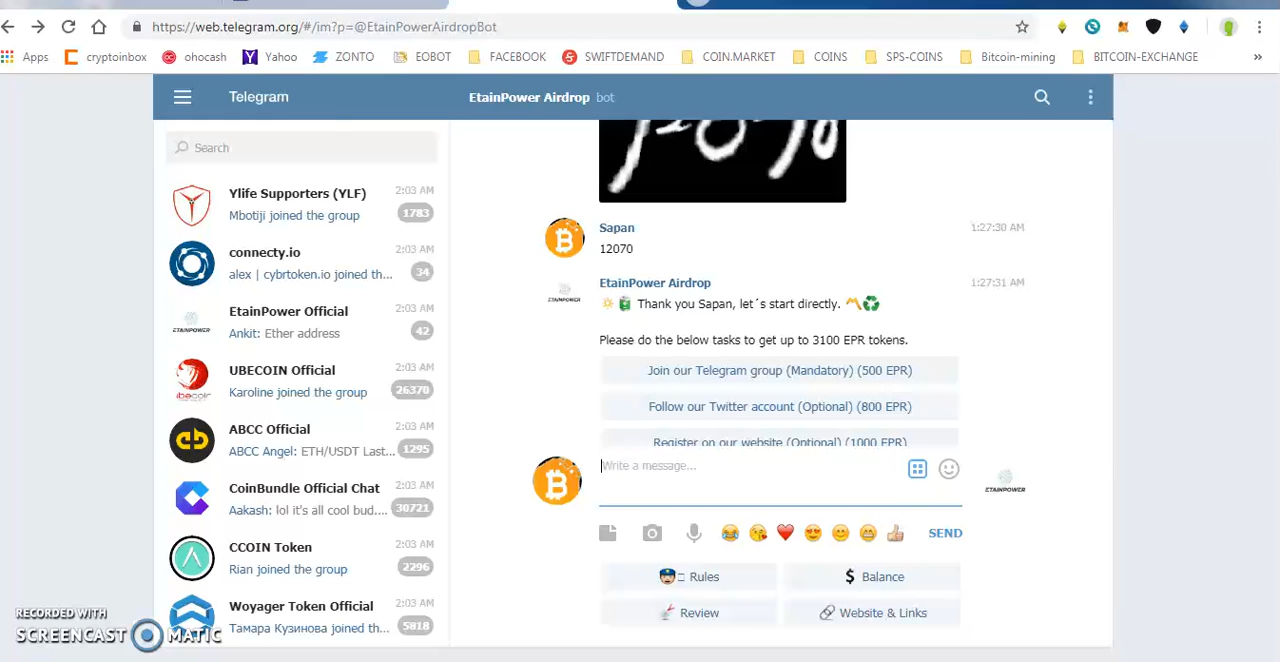 https://web.telegram.org/#/im?p=@EtainPowerAirdropBot
Apps cryptoinbox ohocash Yahoo ZONTO EOBOT FACEBOOK SWIFTDEMAND COIN.MARKET COINS SPS-COINS Bitcoin-mining BITCOIN-EXCHANGE »
Telegram
EtainPower Airdrop bot
Search
Ylife Supporters (YLF) 2:03 AM
Mbotiji joined the group 1783
connecty.io 2:03 AM
alex | cybrtoken.io joined th... 34
EtainPower Official 2:03 AM
Ankit: Ether address 42
ETAINPOWER
UBECOIN Official 2:03 AM
Karoline joined the group 26370
ibecoin
ABCC Official 2:03 AM
ABCC Angel: ETH/USDT Last... 1295
CoinBundle Official Chat 2:03 AM
Aakash: lol it's all cool bud.... 30721
CCOIN Token 2:03 AM
Rian joined the group 2296
Woyager Token Official 2:03 AM
Тамара Кузинова joined th... 5818
Sapan 1:27:30 AM
12070
EtainPower Airdrop 1:27:31 AM
ETAINPOWER
☀️🔋 Thank you Sapan, let´s start directly. 〽️♻️
Please do the below tasks to get up to 3100 EPR tokens.
Join our Telegram group (Mandatory) (500 EPR)
Follow our Twitter account (Optional) (800 EPR)
Register on our website (Optional) (1000 EPR)
Write a message...
ETAINPOWER
😂 😘 ❤️ 😍 😊 😁 👍 SEND
👮 Rules
$ Balance
Review
Website & Links
RECORDED WITH
SCREENCAST MATIC